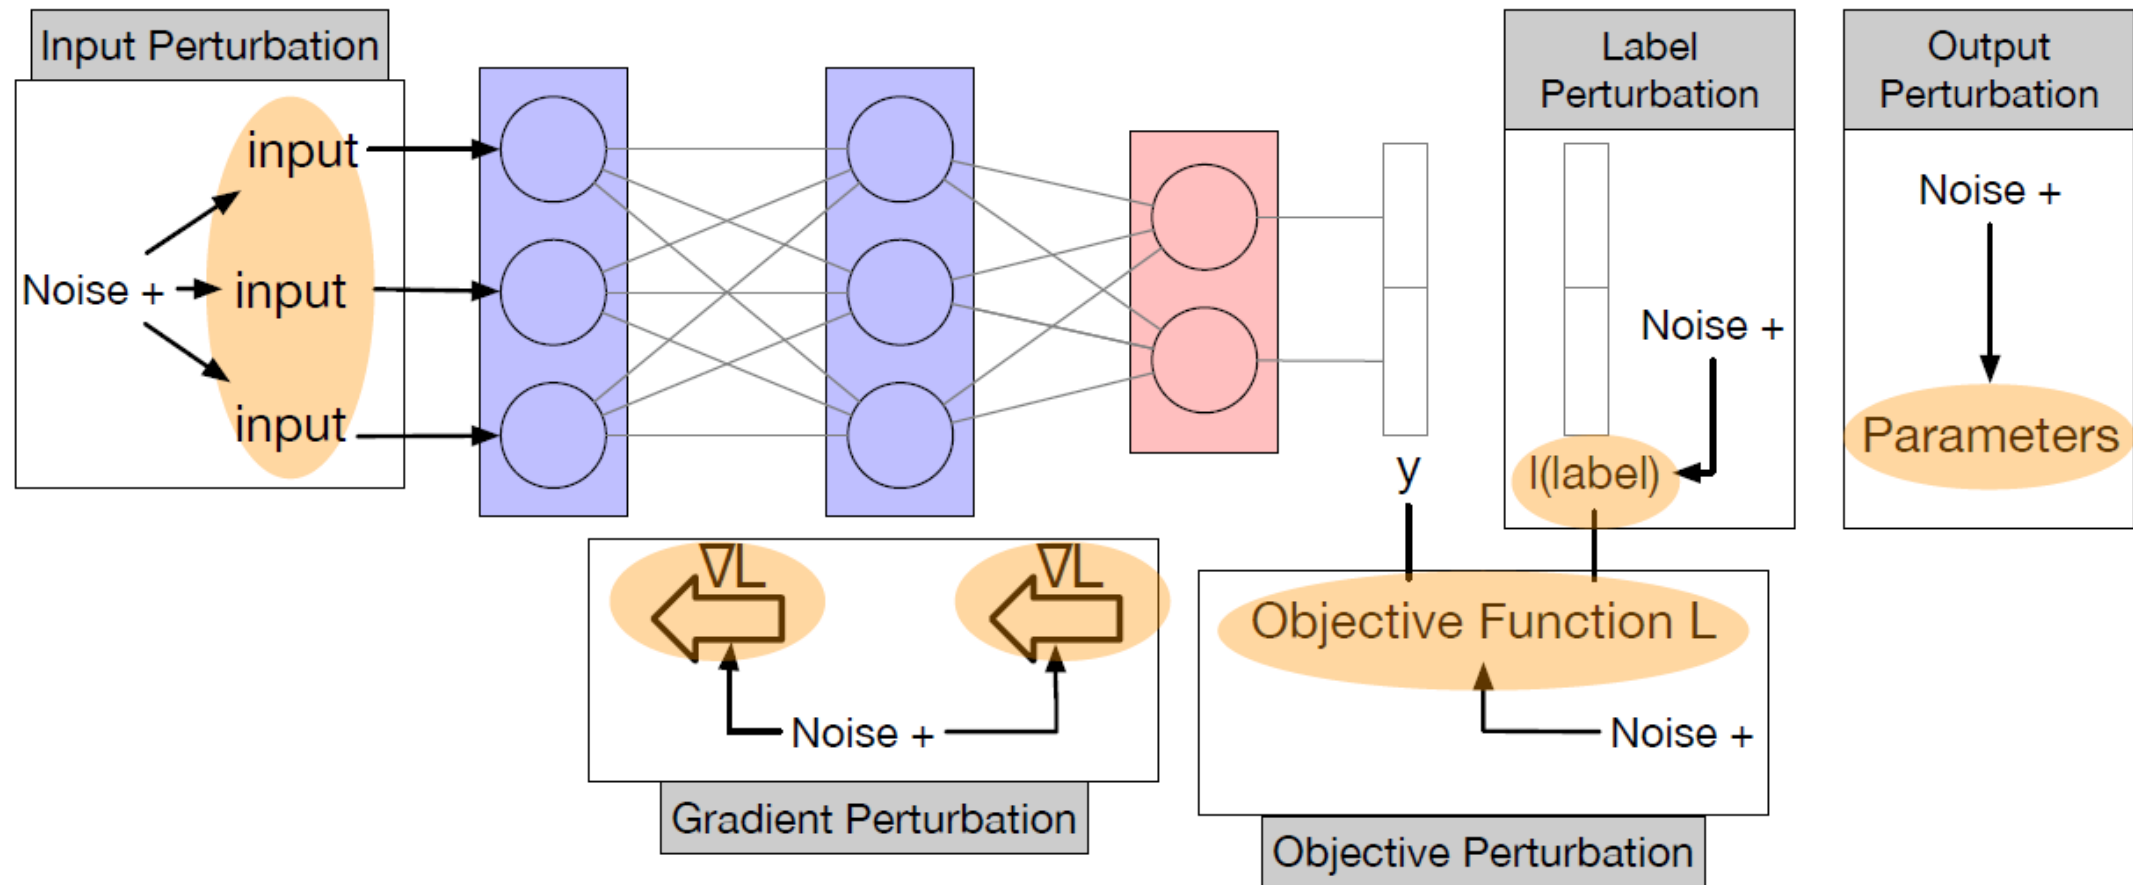 Input Perturbation
input
Noise +
input
input
y
Label
Perturbation
Noise +
l(label)
Output
Perturbation
Noise +
Parameters
∇L
∇L
Noise +
Gradient Perturbation
Objective Function L
Noise +
Objective Perturbation